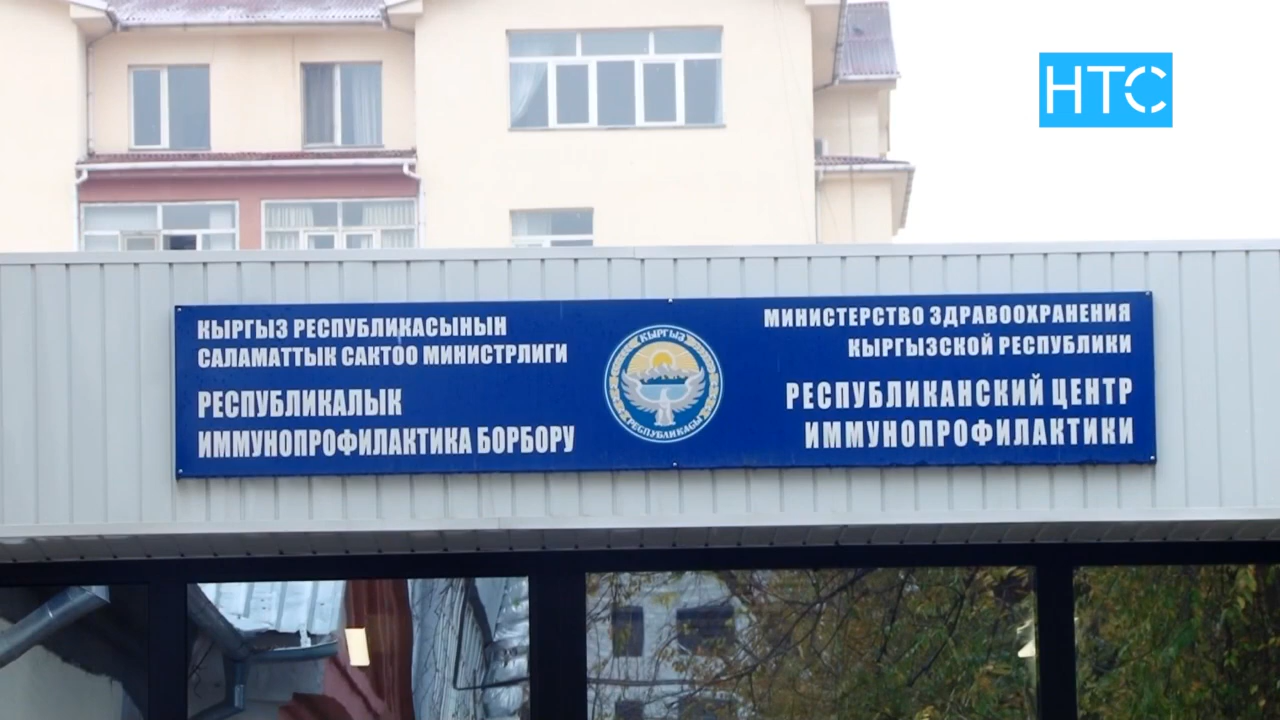 НТС
КЫРГЫЗ РЕСПУБЛИКАСЫНЫН
САЛАМАТТЫК САКТОО МИНИСТРЛИГИ
РЕСПУБЛИКАЛЫК
ИММУНОПРОФИЛАКТИКА БОРБОРУ
КЫРГЫЗ
РЕСПУБЛИКАСЫ
МИНИСТЕРСТВО ЗДРАВООХРАНЕНИЯ
КЫРГЫЗСКОЙ РЕСПУБЛИКИ
РЕСПУБЛИКАНСКИЙ ЦЕНТР
ИММУНОПРОФИЛАКТИКИ